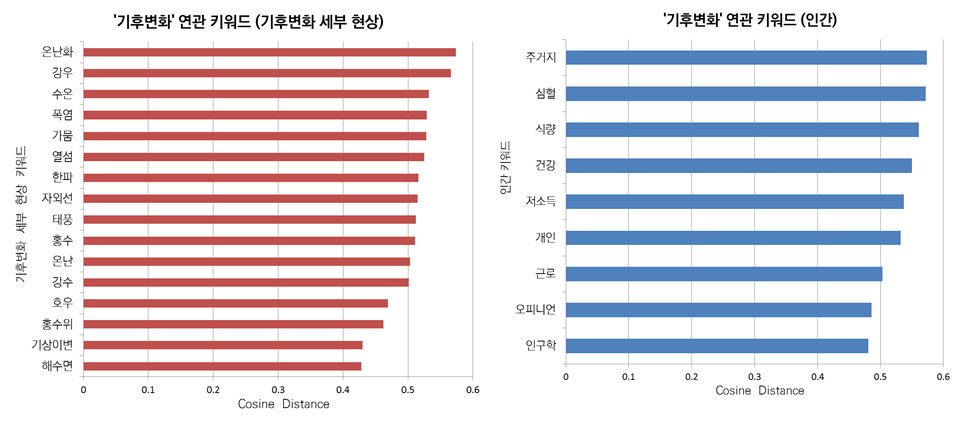 '기후변화' 연관 키워드 (기후변화 세부 현상)
기후변화 세부 현상 키워드
온난화
강우
수온
폭염
가뭄
열섬
한파
자외선
태풍
홍수
온난
강수
호우
홍수위
기상이변
해수면
0 0.1 0.2 0.3 0.4 0.5 0.6
Cosine Distance
'기후변화' 연관 키워드 (인간)
인간 키워드
주거지
심혈
식량
건강
저소득
개인
근로
오피니언
인구학
0 0.1 0.2 0.3 0.4 0.5 0.6
Cosine Distance